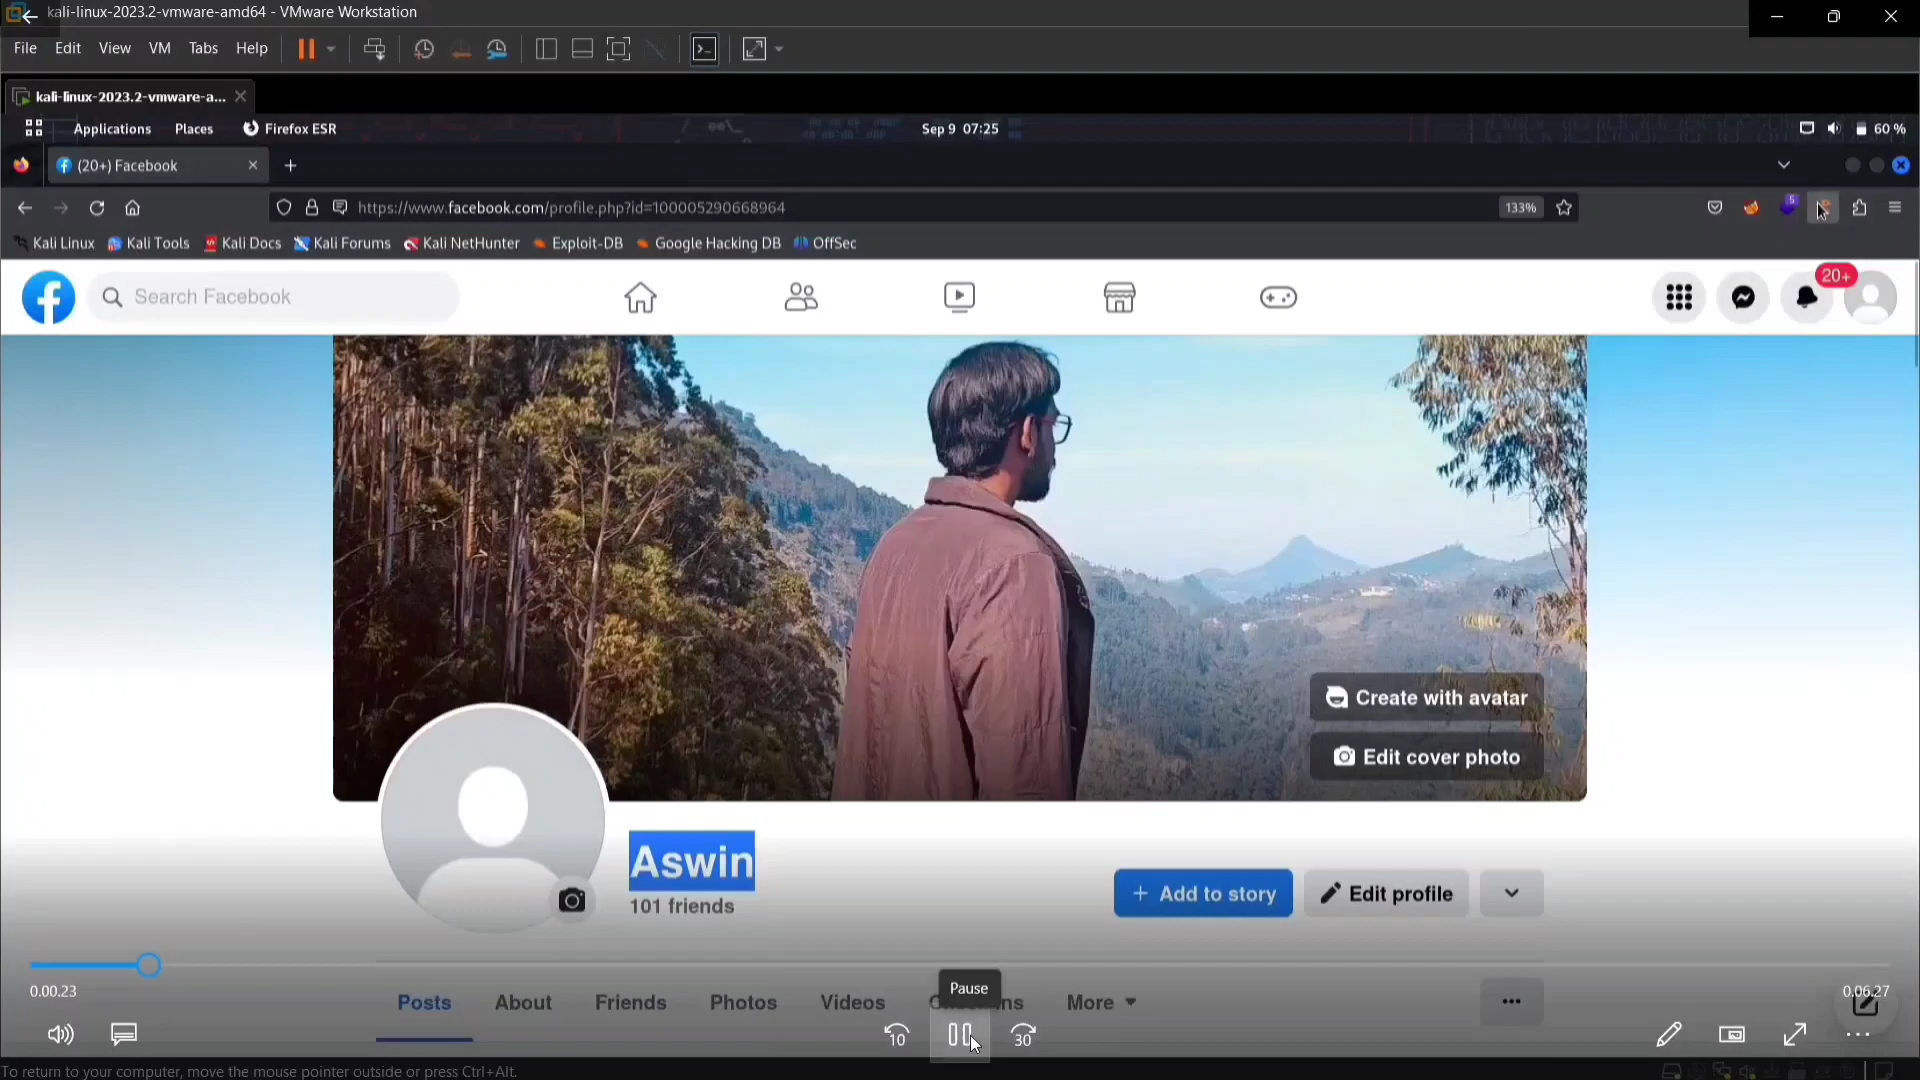 kali-linux-2023.2-vmware-amd64 - VMware Workstation
File Edit View VM Tabs Help
kali-linux-2023.2-vmware-a...
Applications Places Firefox ESR Sep 9 07:25 60 %
(20+) Facebook
https://www.facebook.com/profile.php?id=100005290668964 133% 5
Kali Linux Kali Tools Kali Docs Kali Forums Kali NetHunter Exploit-DB Google Hacking DB OffSec
Search Facebook 20+
Create with avatar
Edit cover photo
Aswin
101 friends
+ Add to story Edit profile
0.00.23 0.06.27
Pause
Posts About Friends Photos Videos More
10 30
To return to your computer, move the mouse pointer outside or press Ctrl+Alt.